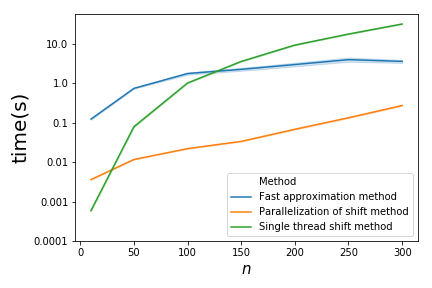 time(s)
10.0
1.0
0.1
0.01
0.001
0.0001
0 50 100 150 200 250 300
n
Method
Fast approximation method
Parallelization of shift method
Single thread shift method